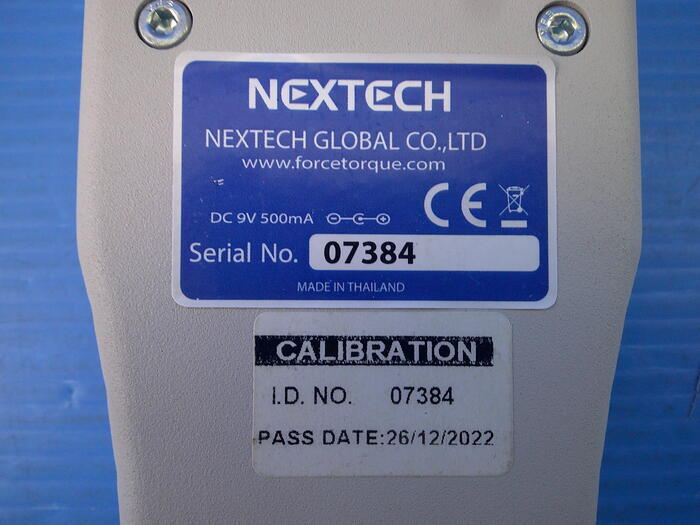 NEXTECH
NEXTECH GLOBAL CO.,LTD
www.forcetorque.com
DC 9V 500mA
CE
Serial No. 07384
MADE IN THAILAND
CALIBRATION
I.D. NO. 07384
PASS DATE:26/12/2022